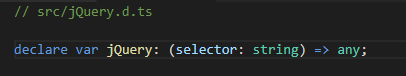 // src/jQuery.d.ts
declare var jQuery: (selector: string) => any;